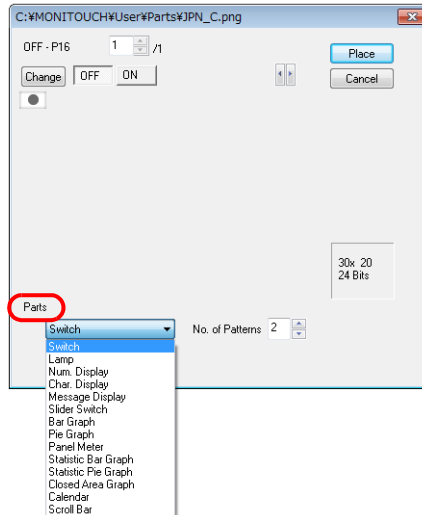 C:¥MONITOUCH¥User¥Parts¥JPN_C.png
OFF - P16 1 /1
Place
Change OFF ON
Cancel
30x 20
24 Bits
Parts
Switch No. of Patterns 2
Switch
Lamp
Num. Display
Char. Display
Message Display
Slider Switch
Bar Graph
Pie Graph
Panel Meter
Statistic Bar Graph
Statistic Pie Graph
Closed Area Graph
Calendar
Scroll Bar